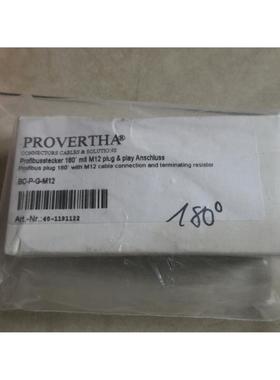 PROVERTHA®
CONNECTORS CABLES & SOLUTIONS
Profibusstecker 180° mit M12 plug & play Anschluss
Profibus plug 180° with M12 cable connection and terminating resistor
BC-P-G-M12
Art.-Nr.: 40-1191122
180°